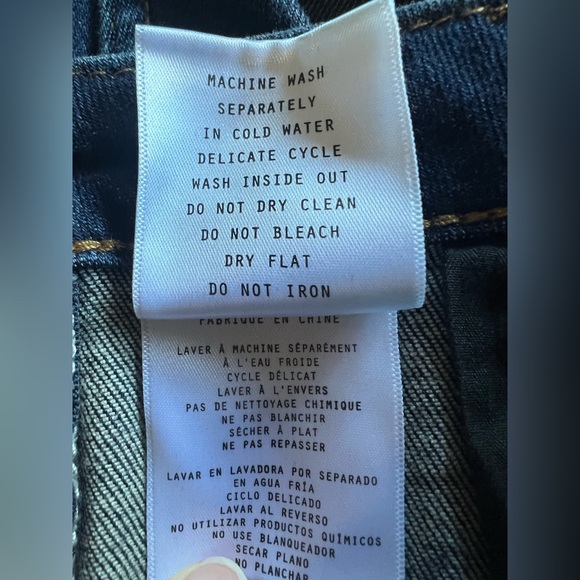 MACHINE WASH
SEPARATELY
IN COLD WATER
DELICATE CYCLE
WASH INSIDE OUT
DO NOT DRY CLEAN
DO NOT BLEACH
DRY FLAT
DO NOT IRON
FABRIQUÉ EN CHINE
LAVER À MACHINE SÉPARÉMENT
À L'EAU FROIDE
CYCLE DÉLICAT
LAVER À L'ENVERS
PAS DE NETTOYAGE CHIMIQUE
NE PAS BLANCHIR
SÉCHER À PLAT
NE PAS REPASSER
LAVAR EN LAVADORA POR SEPARADO
EN AGUA FRÍA
CICLO DELICADO
LAVAR AL REVERSO
NO UTILIZAR PRODUCTOS QUÍMICOS
NO USE BLANQUEADOR
SECAR PLANO
NO PLANCHAR